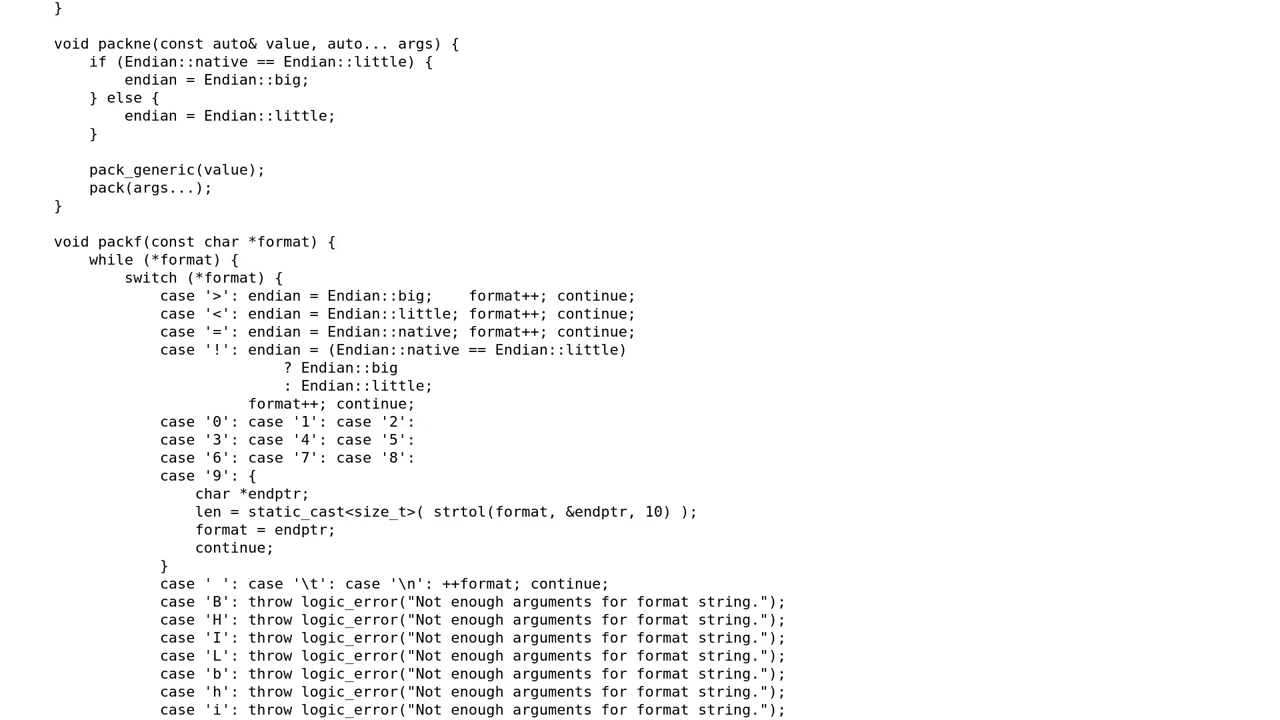 }

void packne(const auto& value, auto... args) {
    if (Endian::native == Endian::little) {
        endian = Endian::big;
    } else {
        endian = Endian::little;
    }

    pack_generic(value);
    pack(args...);
}

void packf(const char *format) {
    while (*format) {
        switch (*format) {
            case '>': endian = Endian::big;    format++; continue;
            case '<': endian = Endian::little; format++; continue;
            case '=': endian = Endian::native; format++; continue;
            case '!': endian = (Endian::native == Endian::little)
                          ? Endian::big
                          : Endian::little;
                      format++; continue;
            case '0': case '1': case '2':
            case '3': case '4': case '5':
            case '6': case '7': case '8':
            case '9': {
                char *endptr;
                len = static_cast<size_t>( strtol(format, &endptr, 10) );
                format = endptr;
                continue;
            }
            case ' ': case '\t': case '\n': ++format; continue;
            case 'B': throw logic_error("Not enough arguments for format string.");
            case 'H': throw logic_error("Not enough arguments for format string.");
            case 'I': throw logic_error("Not enough arguments for format string.");
            case 'L': throw logic_error("Not enough arguments for format string.");
            case 'b': throw logic_error("Not enough arguments for format string.");
            case 'h': throw logic_error("Not enough arguments for format string.");
            case 'i': throw logic_error("Not enough arguments for format string.");